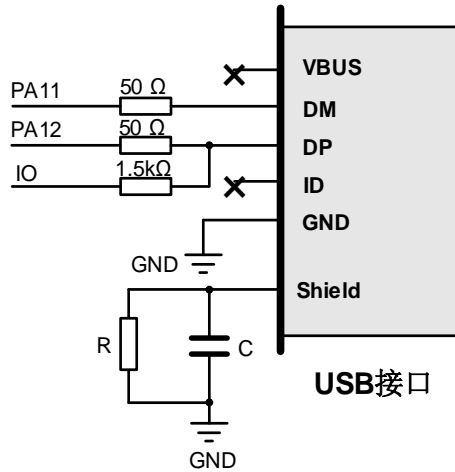 VBUS
PA11 50 Ω DM
PA12 50 Ω DP
IO 1.5kΩ ID
GND
GND
Shield
R C
USB接口
GND